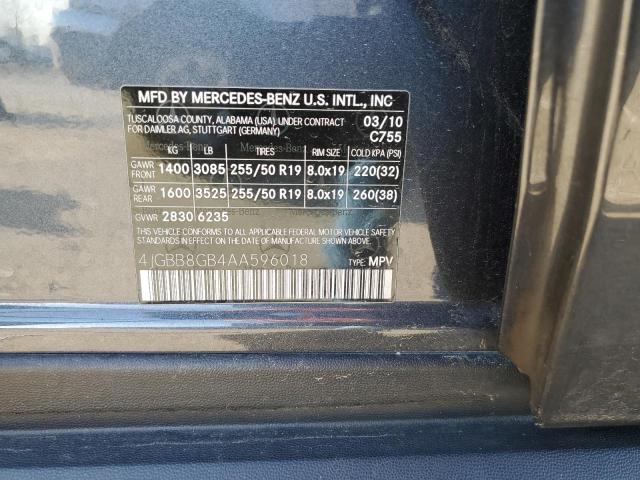 MFD BY MERCEDES-BENZ U.S. INTL., INC
TUSCALOOSA COUNTY, ALABAMA (USA) UNDER CONTRACT 03/10
FOR DAIMLER AG, STUTTGART (GERMANY) C755
KG LB TIRES RIM SIZE COLD KPA (PSI)
GAWR FRONT 1400 3085 255/50 R19 8.0x19 220(32)
GAWR REAR 1600 3525 255/50 R19 8.0x19 260(38)
GVWR 2830 6235
THIS VEHICLE CONFORMS TO ALL APPLICABLE FEDERAL MOTOR
VEHICLE SAFETY AND THEFT PREVENTION STANDARDS IN EFFECT
ON THE DATE OF MANUFACTURE SHOWN ABOVE.
4JGBB8GB4AA596018 TYPE: MPV